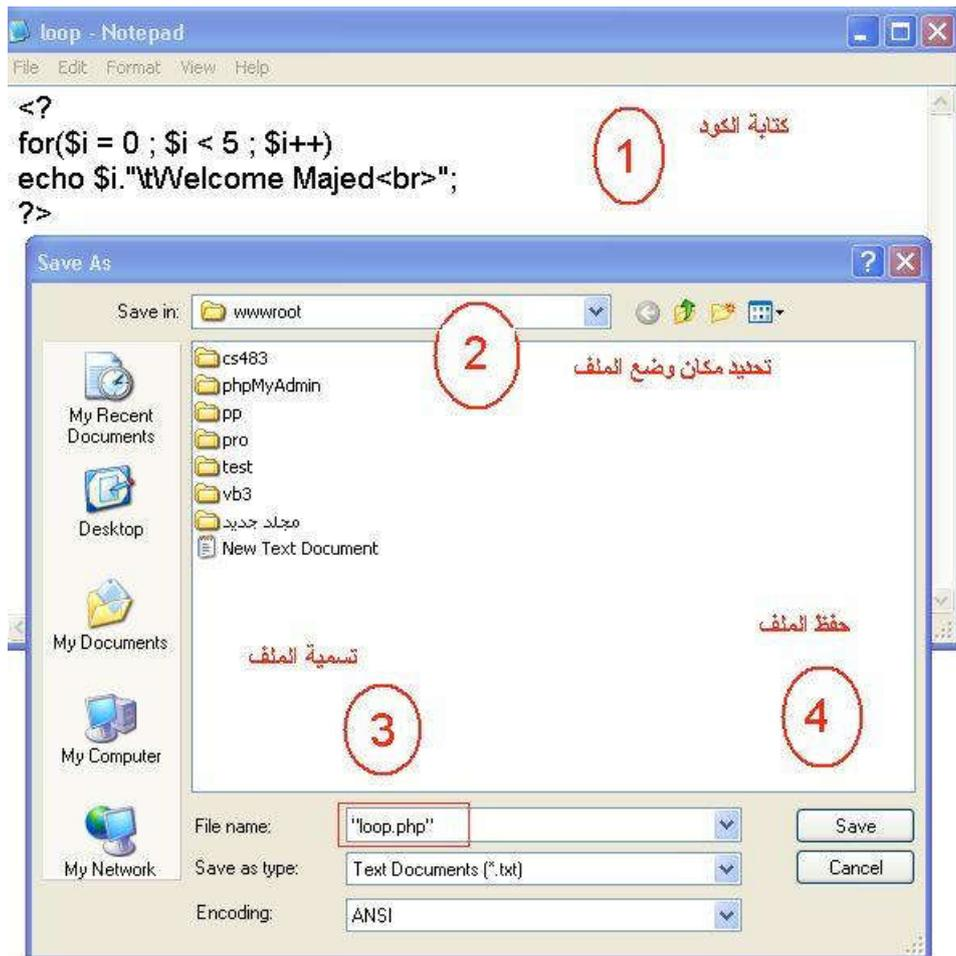 loop - Notepad
File Edit Format View Help
<?
for($i = 0 ; $i < 5 ; $i++)
echo $i."\tWelcome Majed<br>";
?>
1
كتابة الكود
Save As
Save in:
wwwroot
2
تحديد مكان وضع الملف
cs483
phpMyAdmin
pp
pro
test
vb3
مجلد جديد
New Text Document
My Recent
Documents
Desktop
My Documents
My Computer
My Network
تسمية الملف
3
حفظ الملف
4
File name:
"loop.php"
Save
Save as type:
Text Documents (*.txt)
Cancel
Encoding:
ANSI